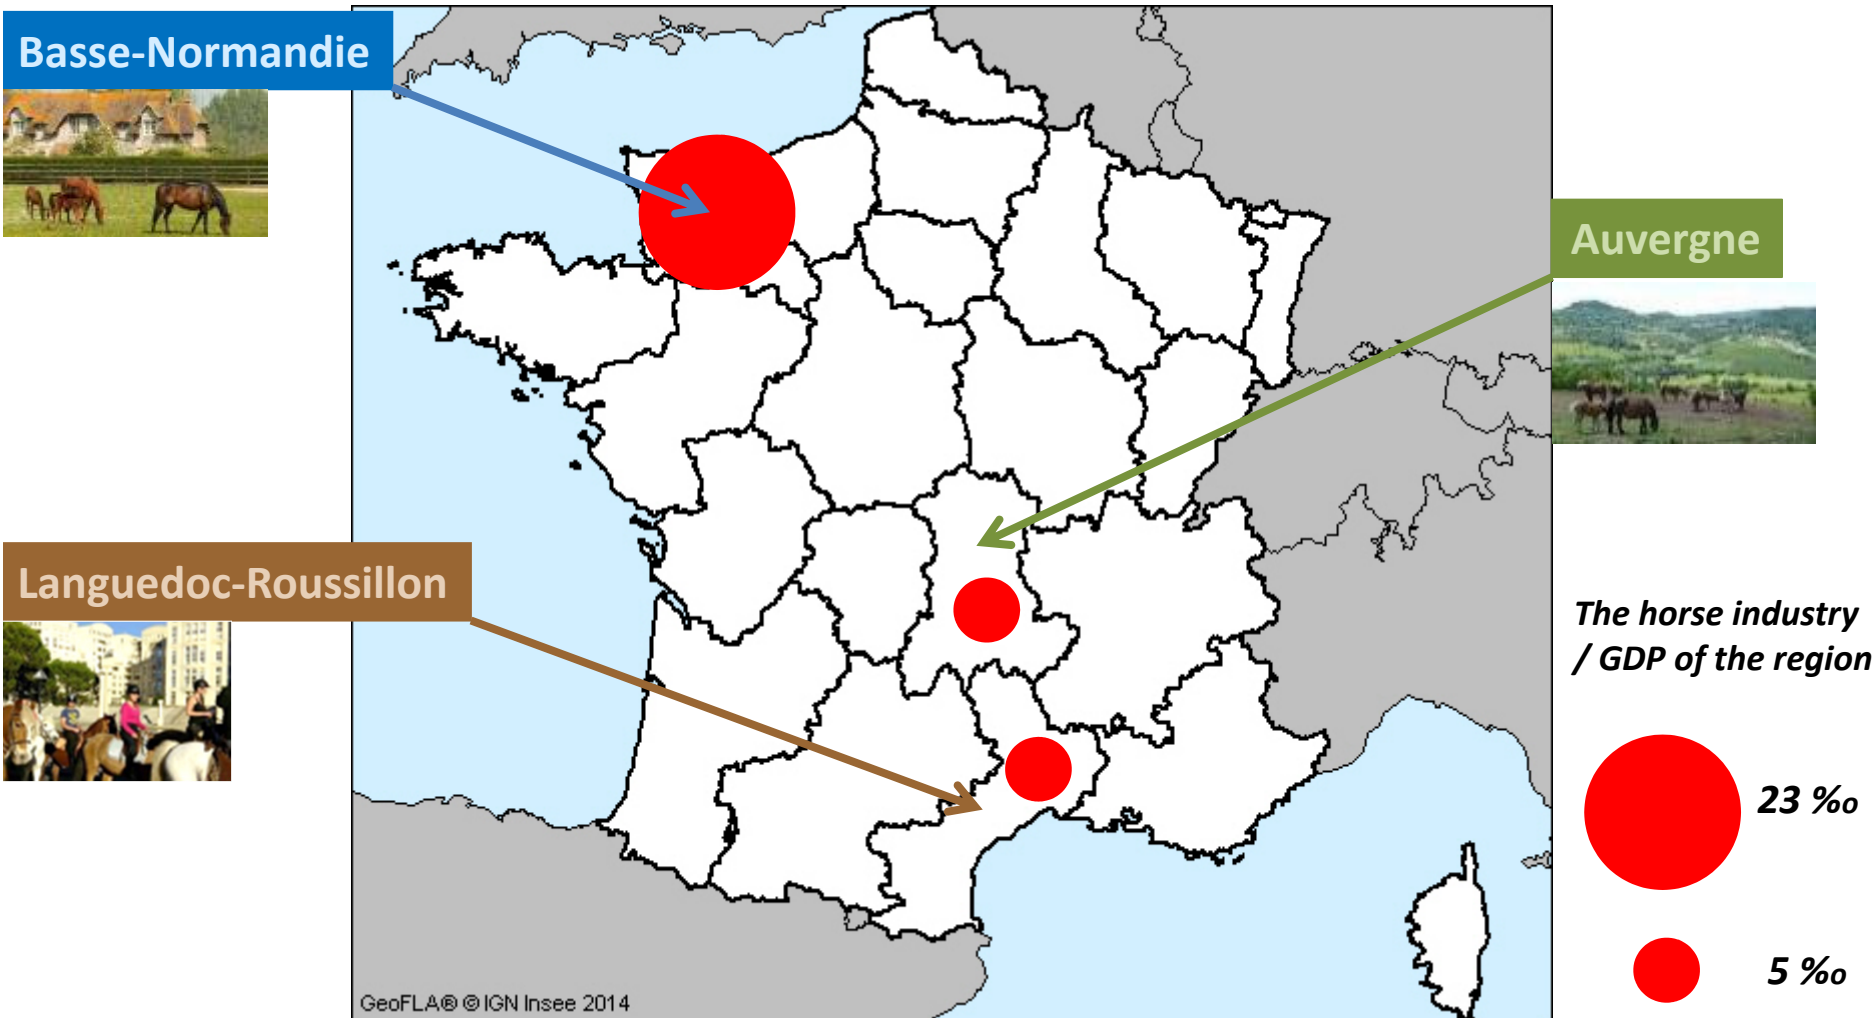 Basse-Normandie
Auvergne
Languedoc-Roussillon
The horse industry
/ GDP of the region
23 ‰
5 ‰
GeoFLA® © IGN Insee 2014